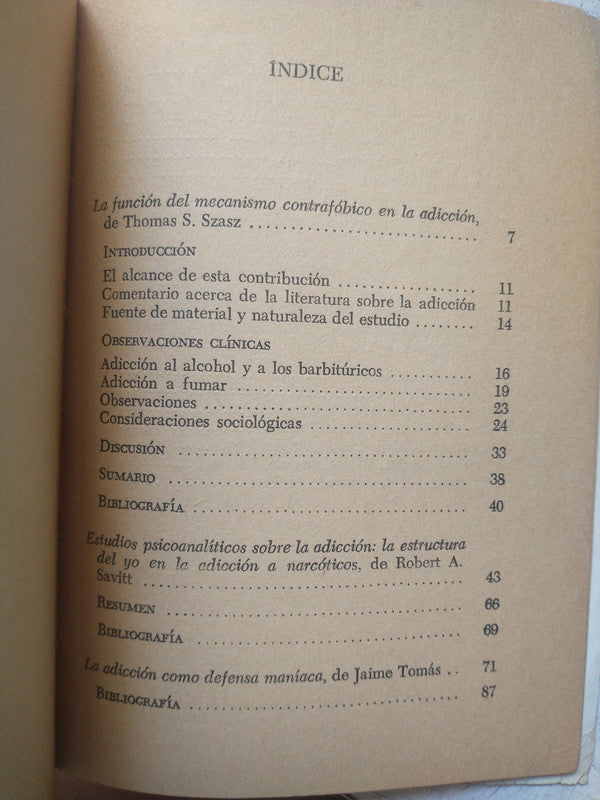 ÍNDICE
La función del mecanismo contrafóbico en la adicción,
de Thomas S. Szasz .............................. 7
INTRODUCCIÓN
El alcance de esta contribución .................. 11
Comentario acerca de la literatura sobre la adicción 11
Fuente de material y naturaleza del estudio ........ 14
OBSERVACIONES CLÍNICAS
Adicción al alcohol y a los barbitúricos ............ 16
Adicción a fumar .............................. 19
Observaciones .................................. 23
Consideraciones sociológicas ...................... 24
DISCUSIÓN .................................. 33
SUMARIO .................................. 38
BIBLIOGRAFÍA .................................. 40
Estudios psicoanalíticos sobre la adicción: la estructura
del yo en la adicción a narcóticos, de Robert A.
Savitt .................................. 43
RESUMEN .................................. 66
BIBLIOGRAFÍA .................................. 69
La adicción como defensa maníaca, de Jaime Tomás .. 71
BIBLIOGRAFÍA .................................. 87